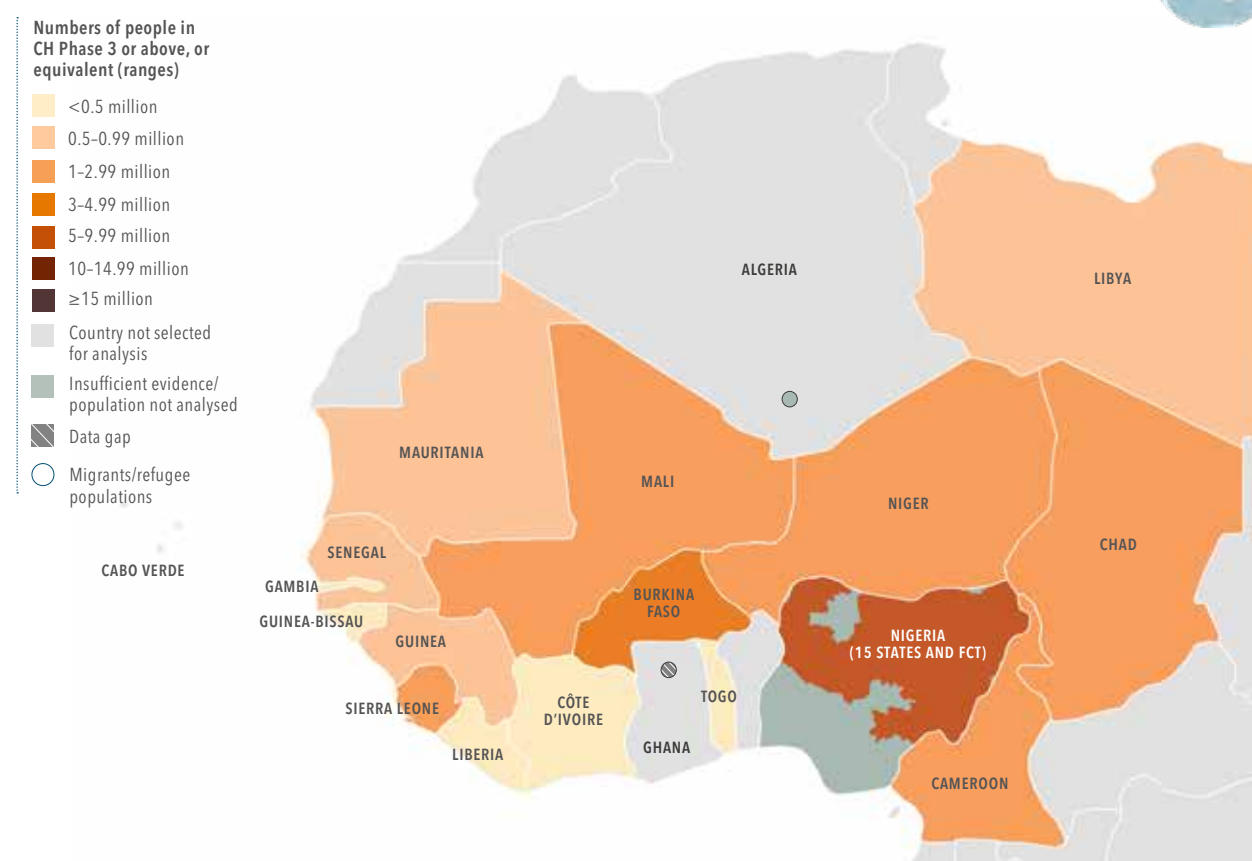 Numbers of people in
CH Phase 3 or above, or
equivalent (ranges)
<0.5 million
0.5–0.99 million
1–2.99 million
3–4.99 million
5–9.99 million
10–14.99 million
≥15 million
Country not selected
for analysis
Insufficient evidence/
population not analysed
Data gap
Migrants/refugee
populations
ALGERIA
LIBYA
MAURITANIA
MALI
NIGER
CHAD
SENEGAL
CABO VERDE
GAMBIA
GUINEA-BISSAU
BURKINA
FASO
GUINEA
NIGERIA
(15 STATES AND FCT)
SIERRA LEONE
CÔTE
D'IVOIRE
TOGO
GHANA
LIBERIA
CAMEROON